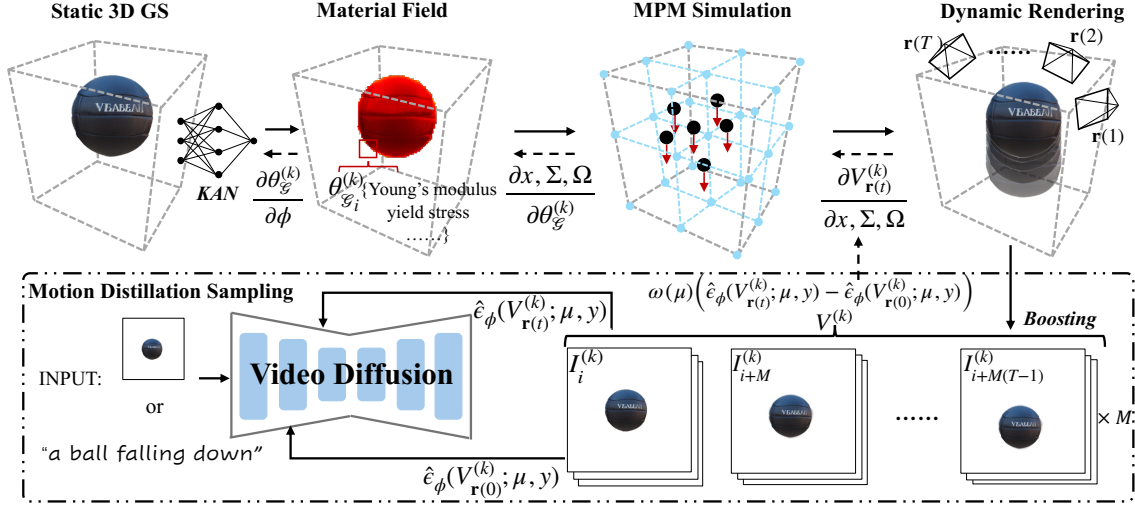 Static 3D GS
Material Field
MPM Simulation
Dynamic Rendering
r(T)
......
r(2)
r(1)
KAN
∂θ_𝒢^(k) / ∂ϕ
θ_𝒢i^(k) {Young's modulus
yield stress
......}
∂x, Σ, Ω / ∂θ_𝒢^(k)
∂V_r(t)^(k) / ∂x, Σ, Ω
Motion Distillation Sampling
ω(μ)(ε̂_ϕ(V_r(t)^(k); μ, y) − ε̂_ϕ(V_r(0)^(k); μ, y))
Boosting
ε̂_ϕ(V_r(t)^(k); μ, y)
V^(k)
INPUT:
or
"a ball falling down"
Video Diffusion
I_i^(k)
I_i+M^(k)
......
I_i+M(T−1)^(k)
× M
ε̂_ϕ(V_r(0)^(k); μ, y)